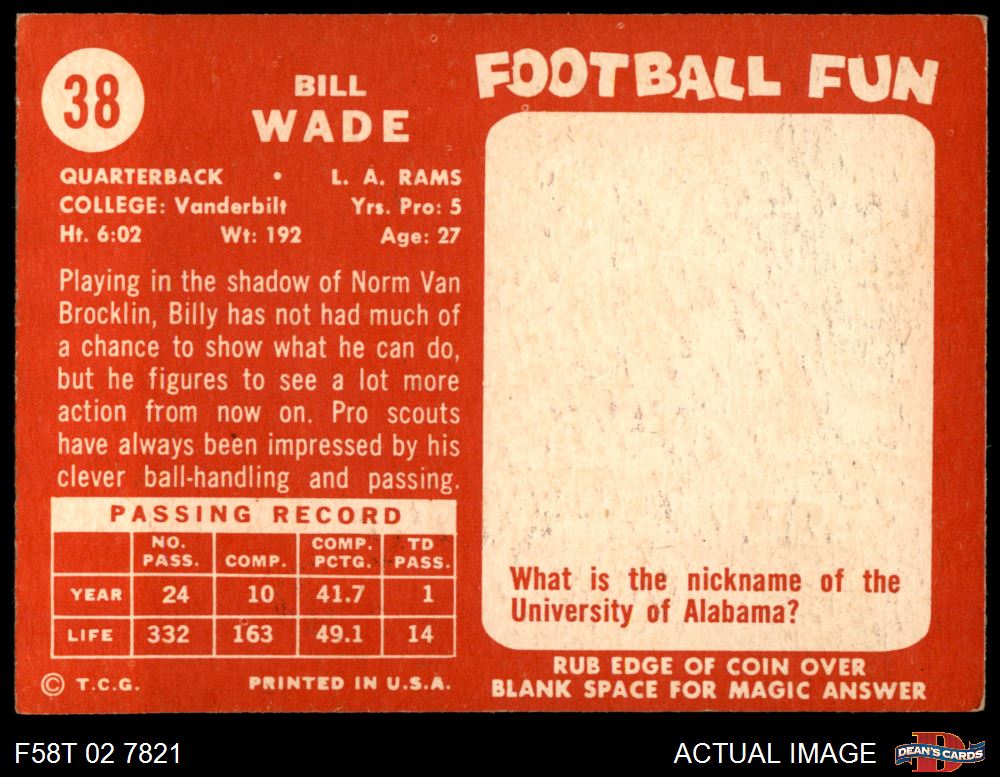 38
BILL
WADE
QUARTERBACK • L. A. RAMS
COLLEGE: Vanderbilt Yrs. Pro: 5
Ht. 6:02 Wt: 192 Age: 27
Playing in the shadow of Norm Van
Brocklin, Billy has not had much of
a chance to show what he can do,
but he figures to see a lot more
action from now on. Pro scouts
have always been impressed by his
clever ball-handling and passing.
PASSING RECORD
NO. PASS. COMP. COMP. PCTG. TD PASS.
YEAR 24 10 41.7 1
LIFE 332 163 49.1 14
© T.C.G. PRINTED IN U.S.A.
FOOTBALL FUN
What is the nickname of the
University of Alabama?
RUB EDGE OF COIN OVER
BLANK SPACE FOR MAGIC ANSWER
F58T 02 7821
ACTUAL IMAGE
D
DEAN'S CARDS